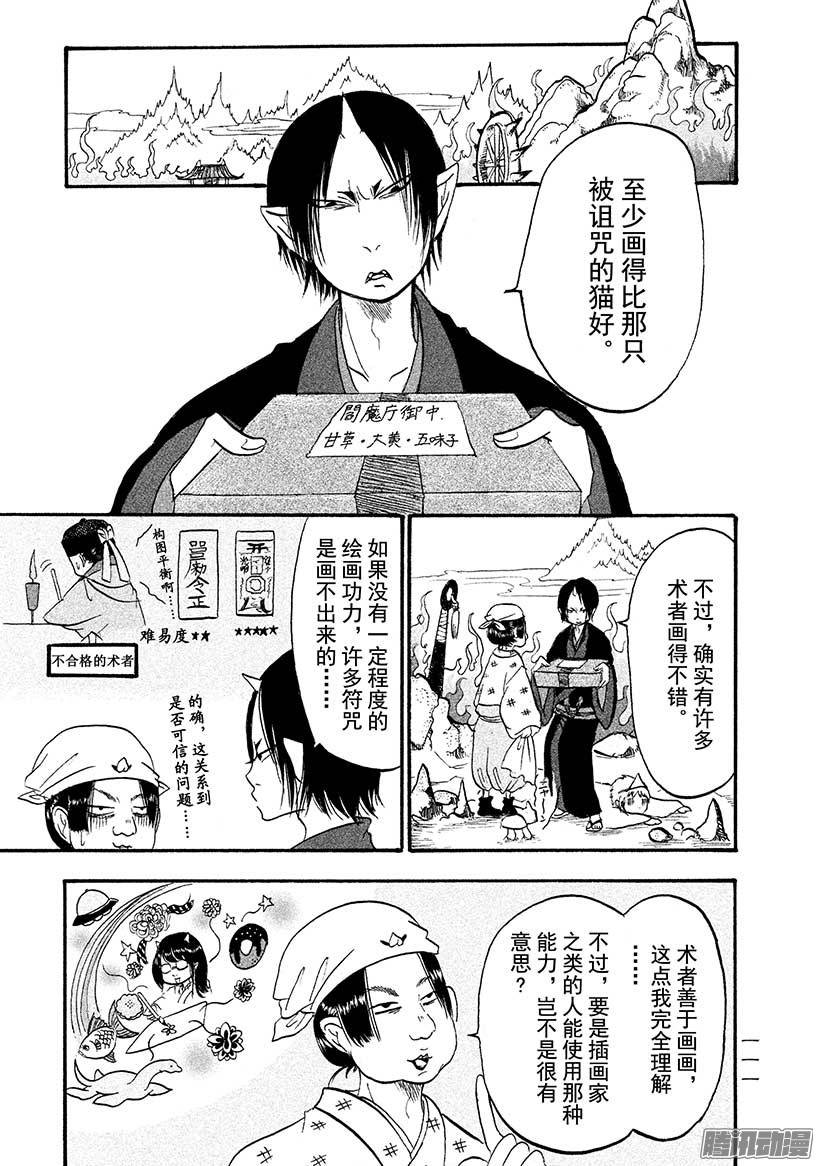 至少画得比那只
被诅咒的猫好。
閻魔庁御中.
甘草・大黄・五味子
不过，确实有许多
术者画得不错。
如果没有一定程度的
绘画功力，许多符咒
是画不出来的……
构图平衡啊……
难易度★★
★★★★★
不合格的术者
的确，这关系到
是否可信的问题……
术者善于画画，
这点我完全理解
……
不过，要是插画家
之类的人能使用那种
能力，岂不是很有
意思？
一一一
腾讯动漫